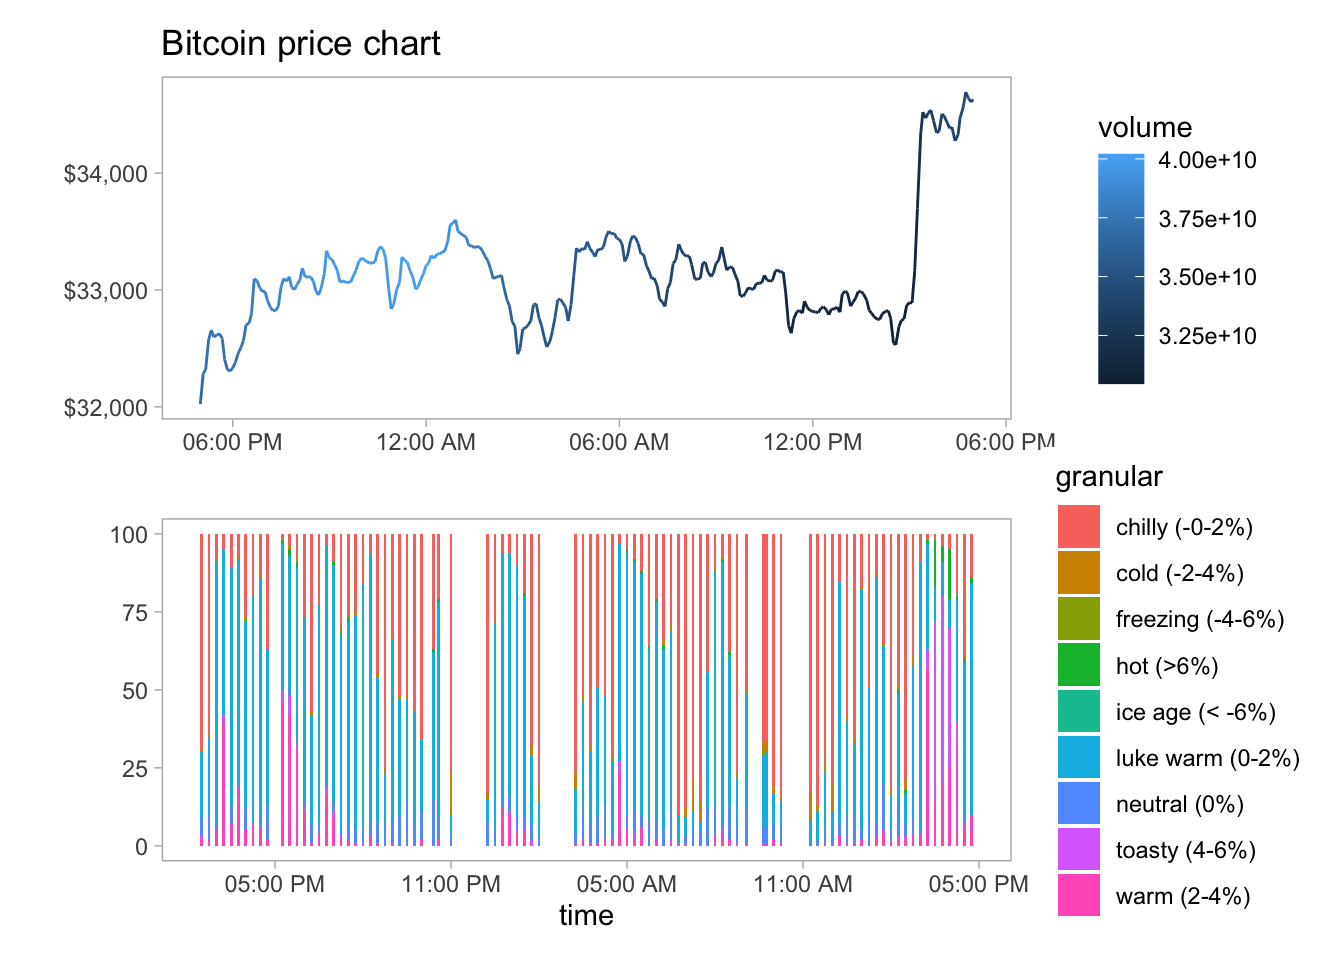 Bitcoin price chart
$34,000
$33,000
$32,000
06:00 PM 12:00 AM 06:00 AM 12:00 PM 06:00 PM
volume
4.00e+10
3.75e+10
3.50e+10
3.25e+10
100
75
50
25
0
05:00 PM 11:00 PM 05:00 AM 11:00 AM 05:00 PM
time
granular
chilly (-0-2%)
cold (-2-4%)
freezing (-4-6%)
hot (>6%)
ice age (< -6%)
luke warm (0-2%)
neutral (0%)
toasty (4-6%)
warm (2-4%)